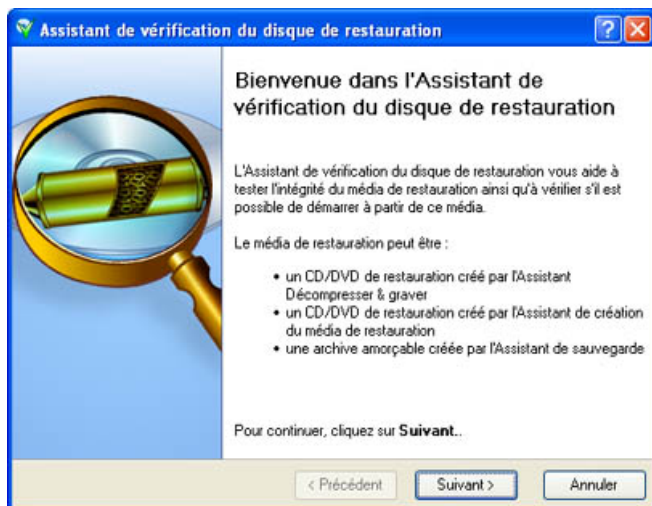 Assistant de vérification du disque de restauration
Bienvenue dans l'Assistant de
vérification du disque de restauration
L'Assistant de vérification du disque de restauration vous aide à
tester l'intégrité du média de restauration ainsi qu'à vérifier s'il est
possible de démarrer à partir de ce média.
Le média de restauration peut être :
• un CD/DVD de restauration créé par l'Assistant
Décompresser & graver
• un CD/DVD de restauration créé par l'Assistant de création
du média de restauration
• une archive amorçable créée par l'Assistant de sauvegarde
Pour continuer, cliquez sur Suivant..
< Précédent Suivant > Annuler